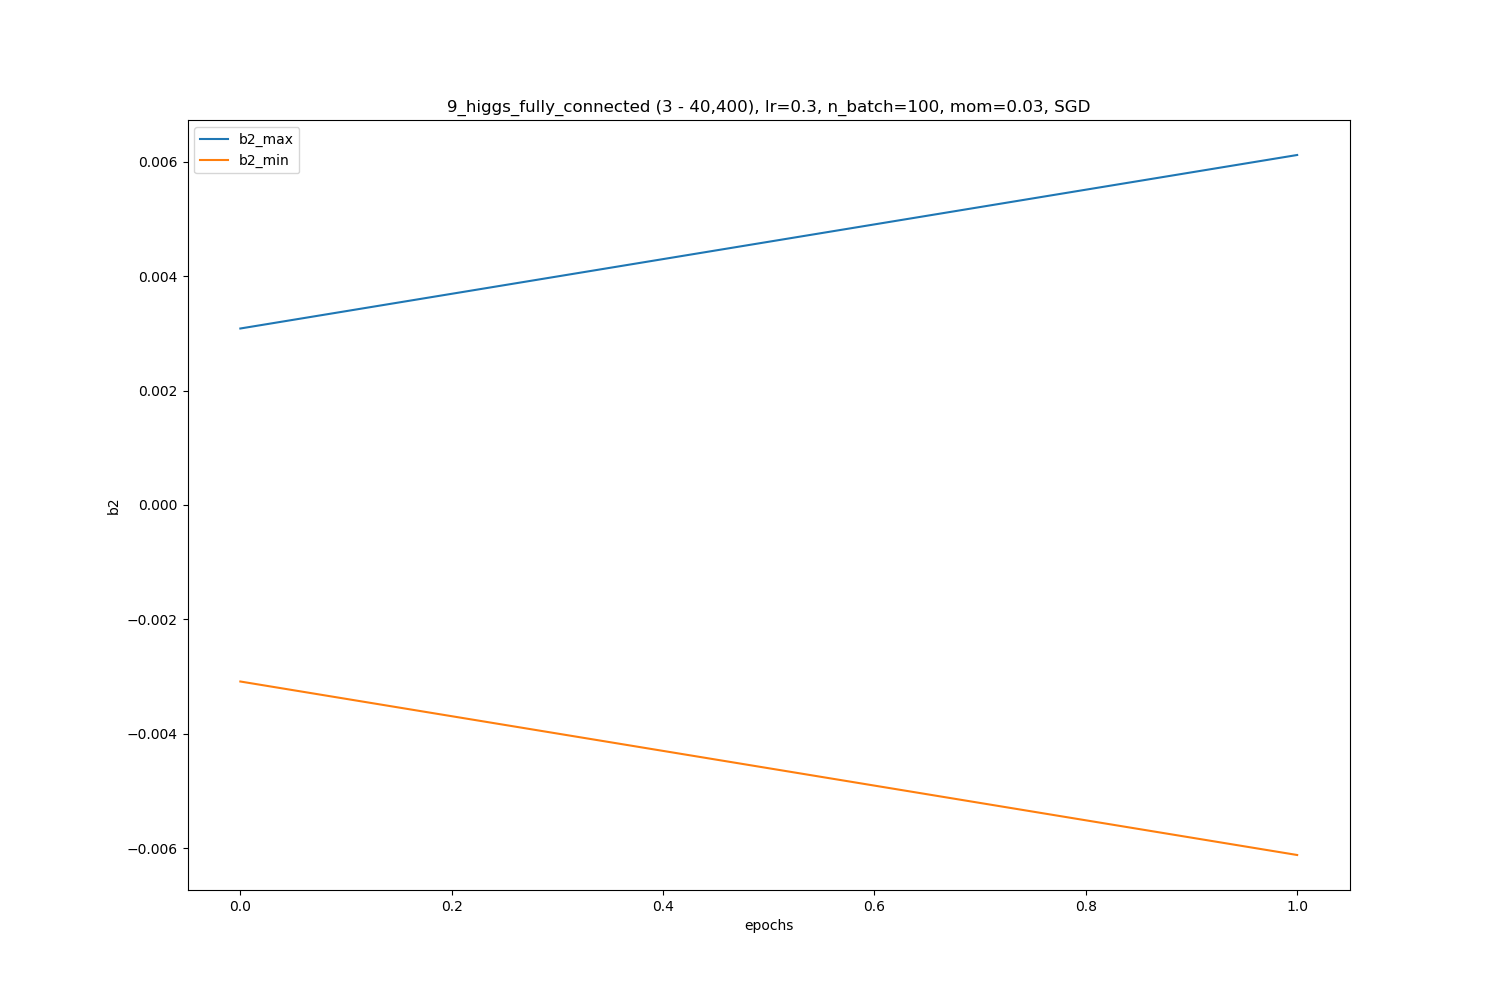 9_higgs_fully_connected (3 - 40,400), lr=0.3, n_batch=100, mom=0.03, SGD
b2_max
b2_min
0.006
0.004
0.002
0.000
−0.002
−0.004
−0.006
b2
0.0 0.2 0.4 0.6 0.8 1.0
epochs